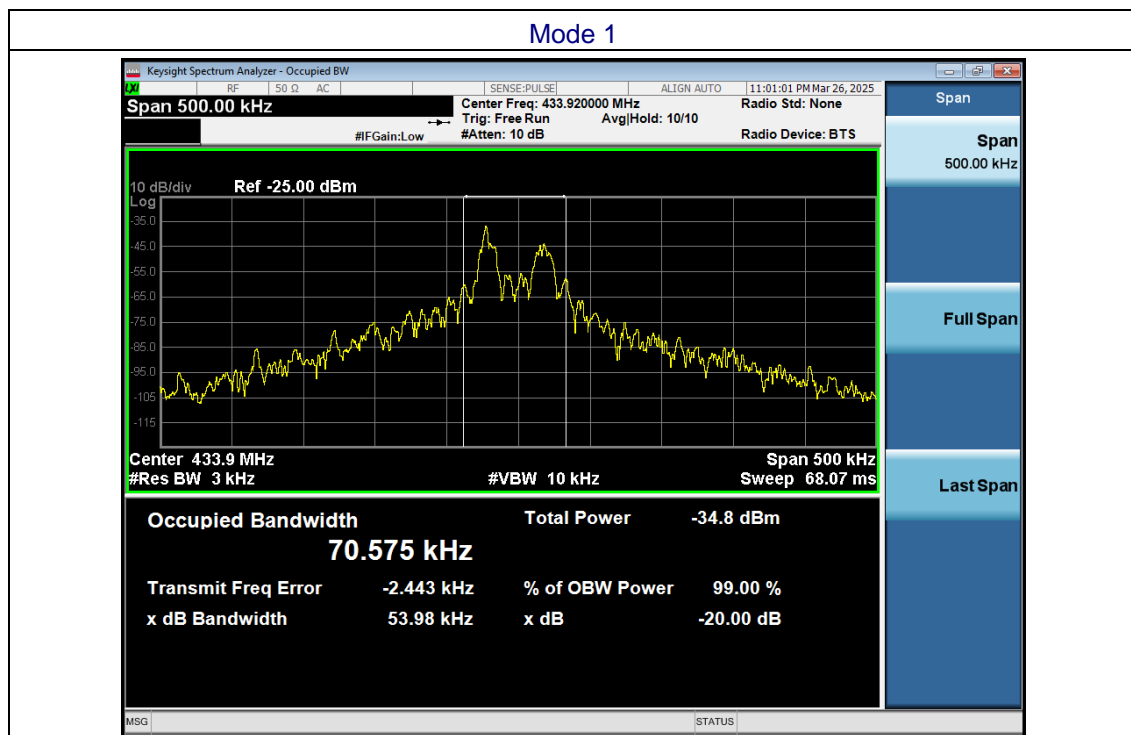 Mode 1
Keysight Spectrum Analyzer - Occupied BW
LXI RF 50 Ω AC SENSE:PULSE ALIGN AUTO 11:01:01 PM Mar 26, 2025
Span 500.00 kHz
Center Freq: 433.920000 MHz Radio Std: None
Trig: Free Run Avg|Hold: 10/10
#IFGain:Low #Atten: 10 dB Radio Device: BTS
Span
Span
500.00 kHz
Full Span
Last Span
10 dB/div Ref -25.00 dBm
Log
-35.0
-45.0
-55.0
-65.0
-75.0
-85.0
-95.0
-105
-115
Center 433.9 MHz Span 500 kHz
#Res BW 3 kHz #VBW 10 kHz Sweep 68.07 ms
Occupied Bandwidth Total Power -34.8 dBm
70.575 kHz
Transmit Freq Error -2.443 kHz % of OBW Power 99.00 %
x dB Bandwidth 53.98 kHz x dB -20.00 dB
MSG STATUS